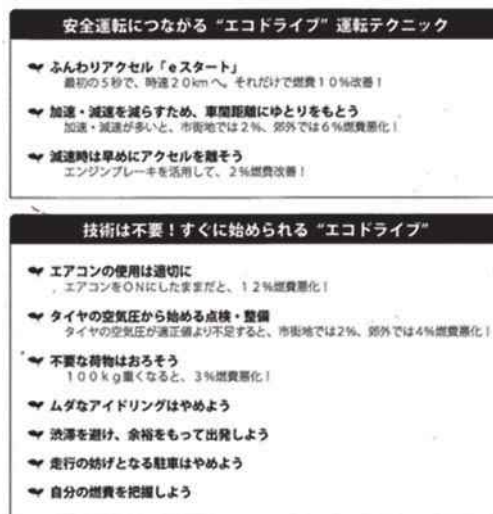 安全運転につながる“エコドライブ”運転テクニック
ふんわりアクセル「eスタート」
最初の5秒で、時速20kmへ。それだけで燃費10%改善!
加速・減速を減らすため、車間距離にゆとりをもとう
加速・減速が多いと、市街地では2%、郊外では6%燃費悪化!
減速時は早めにアクセルを離そう
エンジンブレーキを活用して、2%燃費改善!
技術は不要!すぐに始められる“エコドライブ”
エアコンの使用は適切に
エアコンをONにしたままだと、12%燃費悪化!
タイヤの空気圧から始める点検・整備
タイヤの空気圧が適正値より不足すると、市街地では2%、郊外では4%燃費悪化!
不要な荷物はおろそう
100kg重くなると、3%燃費悪化!
ムダなアイドリングはやめよう
渋滞を避け、余裕をもって出発しよう
走行の妨げとなる駐車はやめよう
自分の燃費を把握しよう